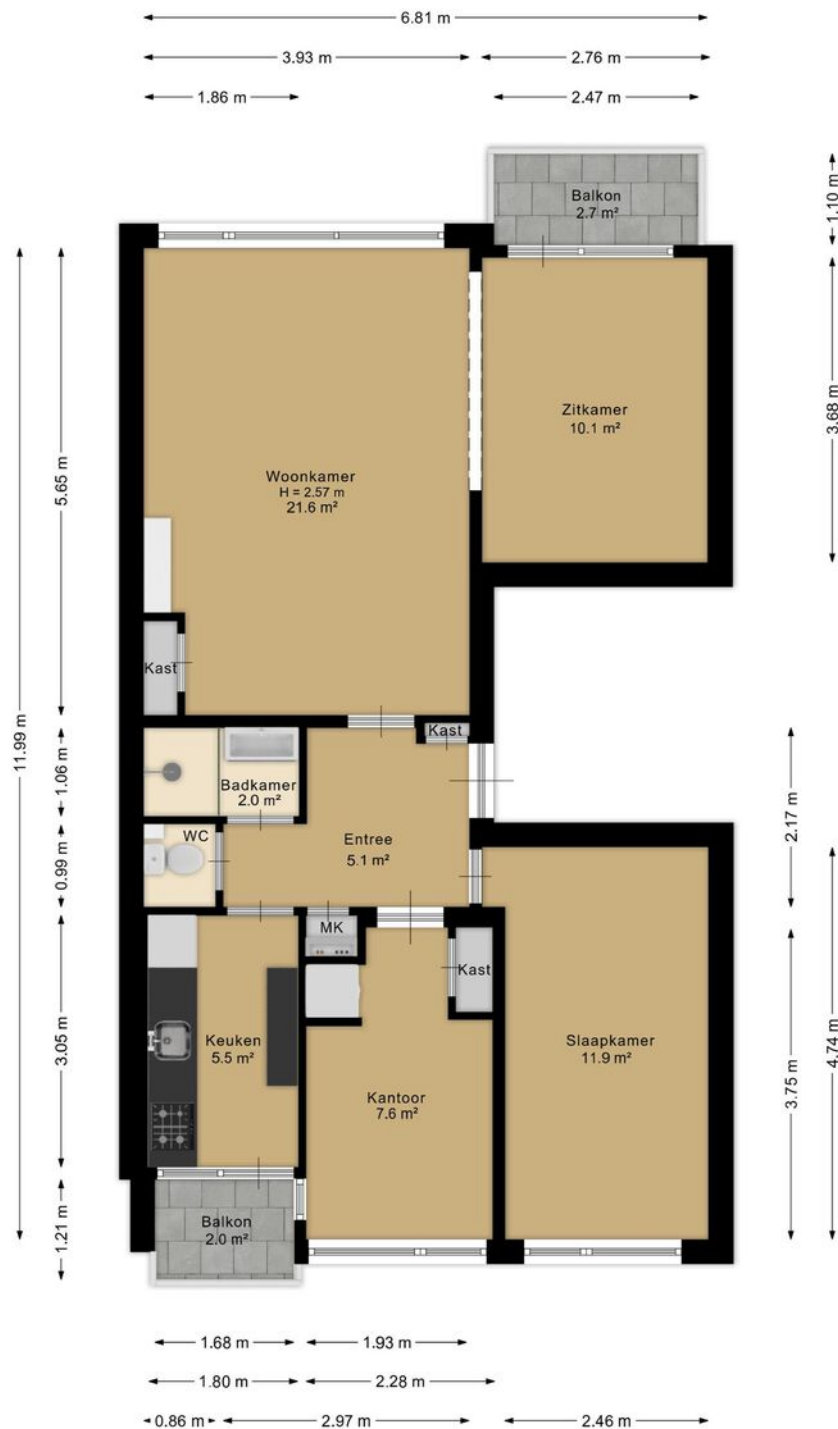 6.81 m
3.93 m
2.76 m
1.86 m
2.47 m
Balkon
2.7 m²
1.10 m
Zitkamer
10.1 m²
3.68 m
Woonkamer
H = 2.57 m
21.6 m²
5.65 m
Kast
11.99 m
Kast
Badkamer
2.0 m²
1.06 m
WC
0.99 m
Entree
5.1 m²
2.17 m
MK
Kast
Keuken
5.5 m²
3.05 m
Slaapkamer
11.9 m²
4.74 m
3.75 m
Kantoor
7.6 m²
Balkon
2.0 m²
1.21 m
1.68 m
1.93 m
1.80 m
2.28 m
0.86 m
2.97 m
2.46 m